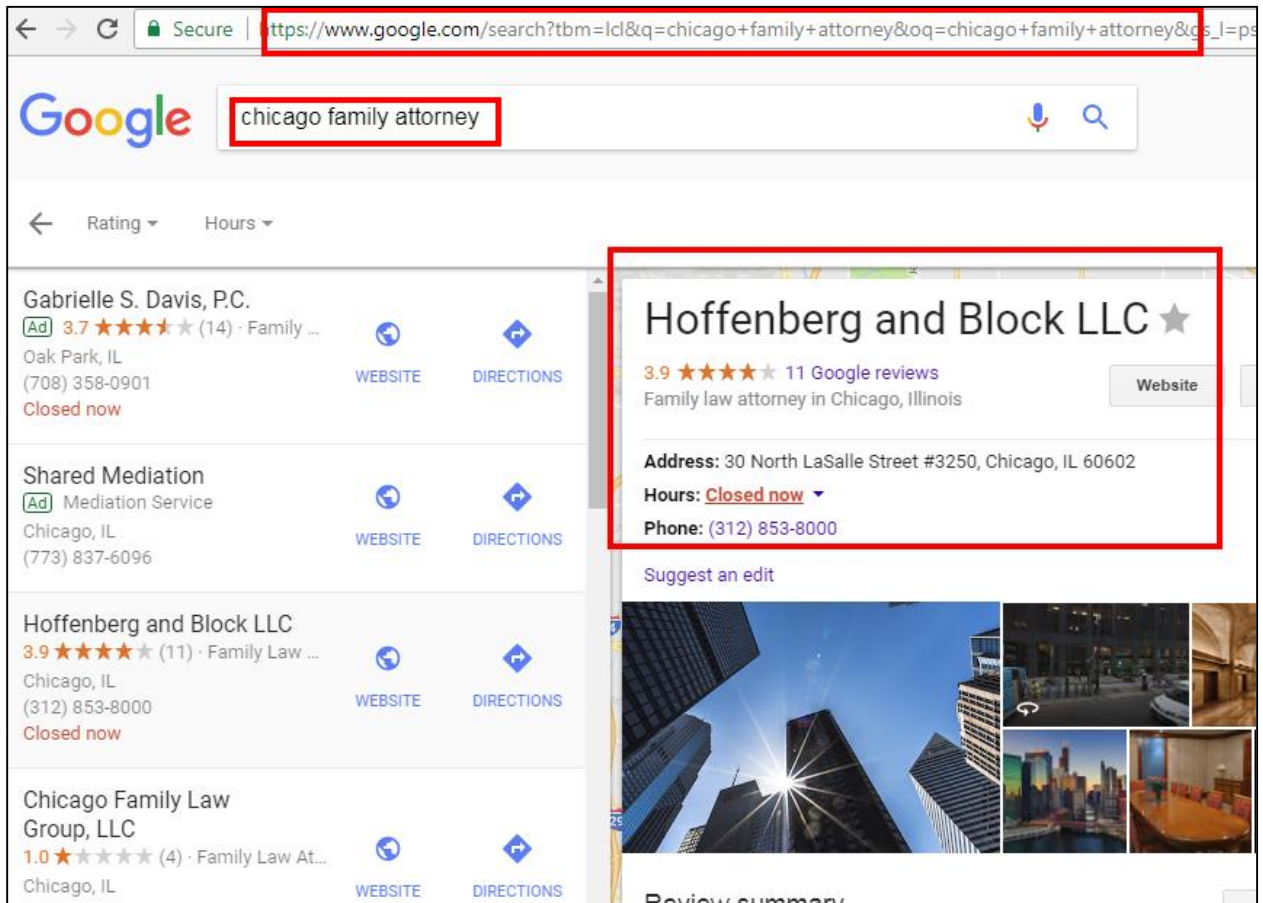 Secure | https://www.google.com/search?tbm=lcl&q=chicago+family+attorney&oq=chicago+family+attorney&gs_l=ps
Google
chicago family attorney
Rating
Hours
Gabrielle S. Davis, P.C.
Ad 3.7 (14) · Family ...
Oak Park, IL
(708) 358-0901
Closed now
WEBSITE
DIRECTIONS
Shared Mediation
Ad Mediation Service
Chicago, IL
(773) 837-6096
WEBSITE
DIRECTIONS
Hoffenberg and Block LLC
3.9 (11) · Family Law ...
Chicago, IL
(312) 853-8000
Closed now
WEBSITE
DIRECTIONS
Chicago Family Law
Group, LLC
1.0 (4) · Family Law At...
Chicago, IL
WEBSITE
DIRECTIONS
Hoffenberg and Block LLC
3.9 11 Google reviews
Family law attorney in Chicago, Illinois
Website
Address: 30 North LaSalle Street #3250, Chicago, IL 60602
Hours: Closed now
Phone: (312) 853-8000
Suggest an edit
Review summary